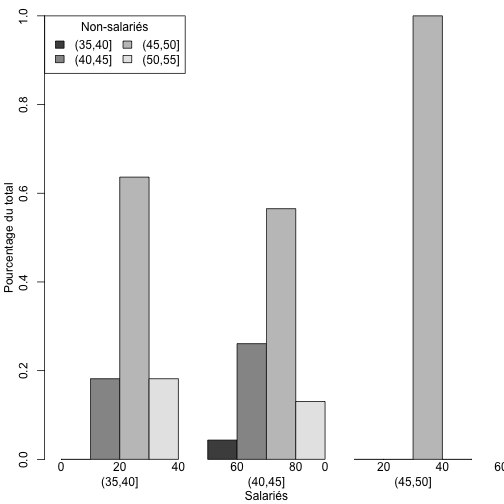 Non-salariés
(35,40] (45,50]
(40,45] (50,55]
Pourcentage du total
1.0
0.8
0.6
0.4
0.2
0.0
0 20 40 60 80 0 20 40 60
(35,40] (40,45] (45,50]
Salariés